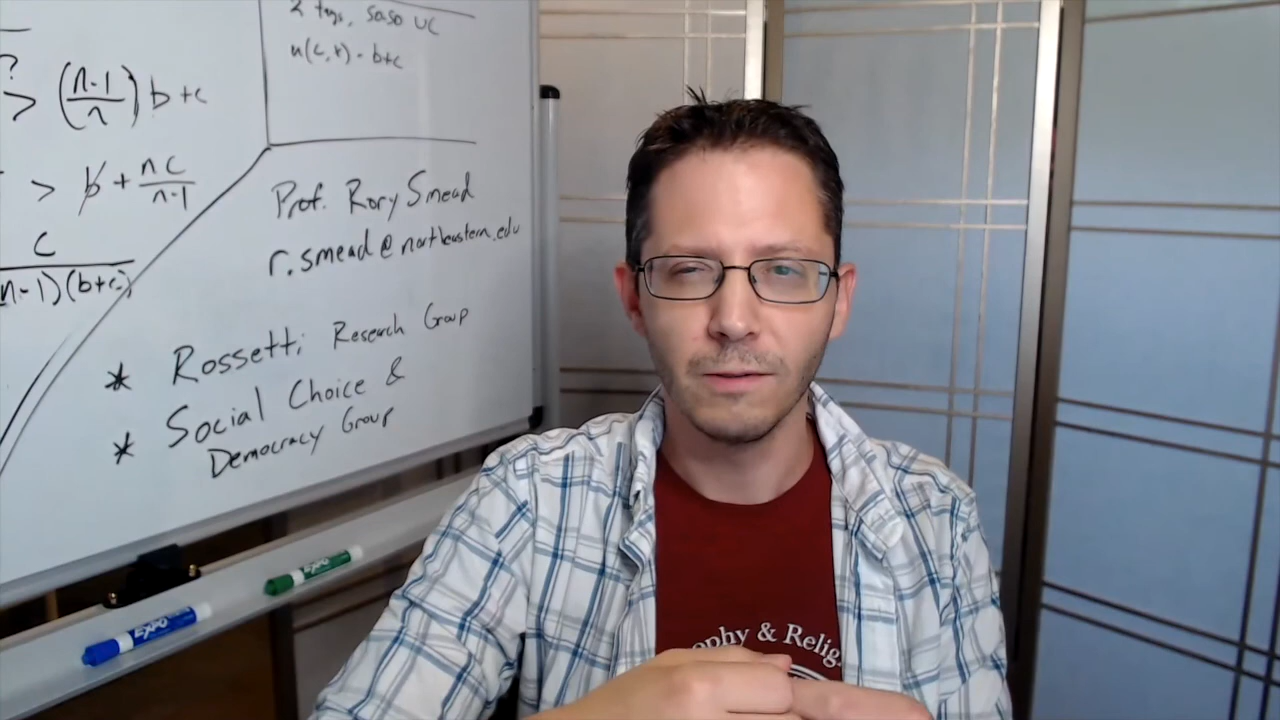 ?
> (n-1/n) b+c
> b + nc/n-1
c
n-1)(b+c)
2 tags, saso UC
u(c,x) - b+c
Prof. Rory Smead
r.smead@northeastern.edu
* Rossetti Research Group
* Social Choice &
Democracy Group
expo
expo
ophy & Relig